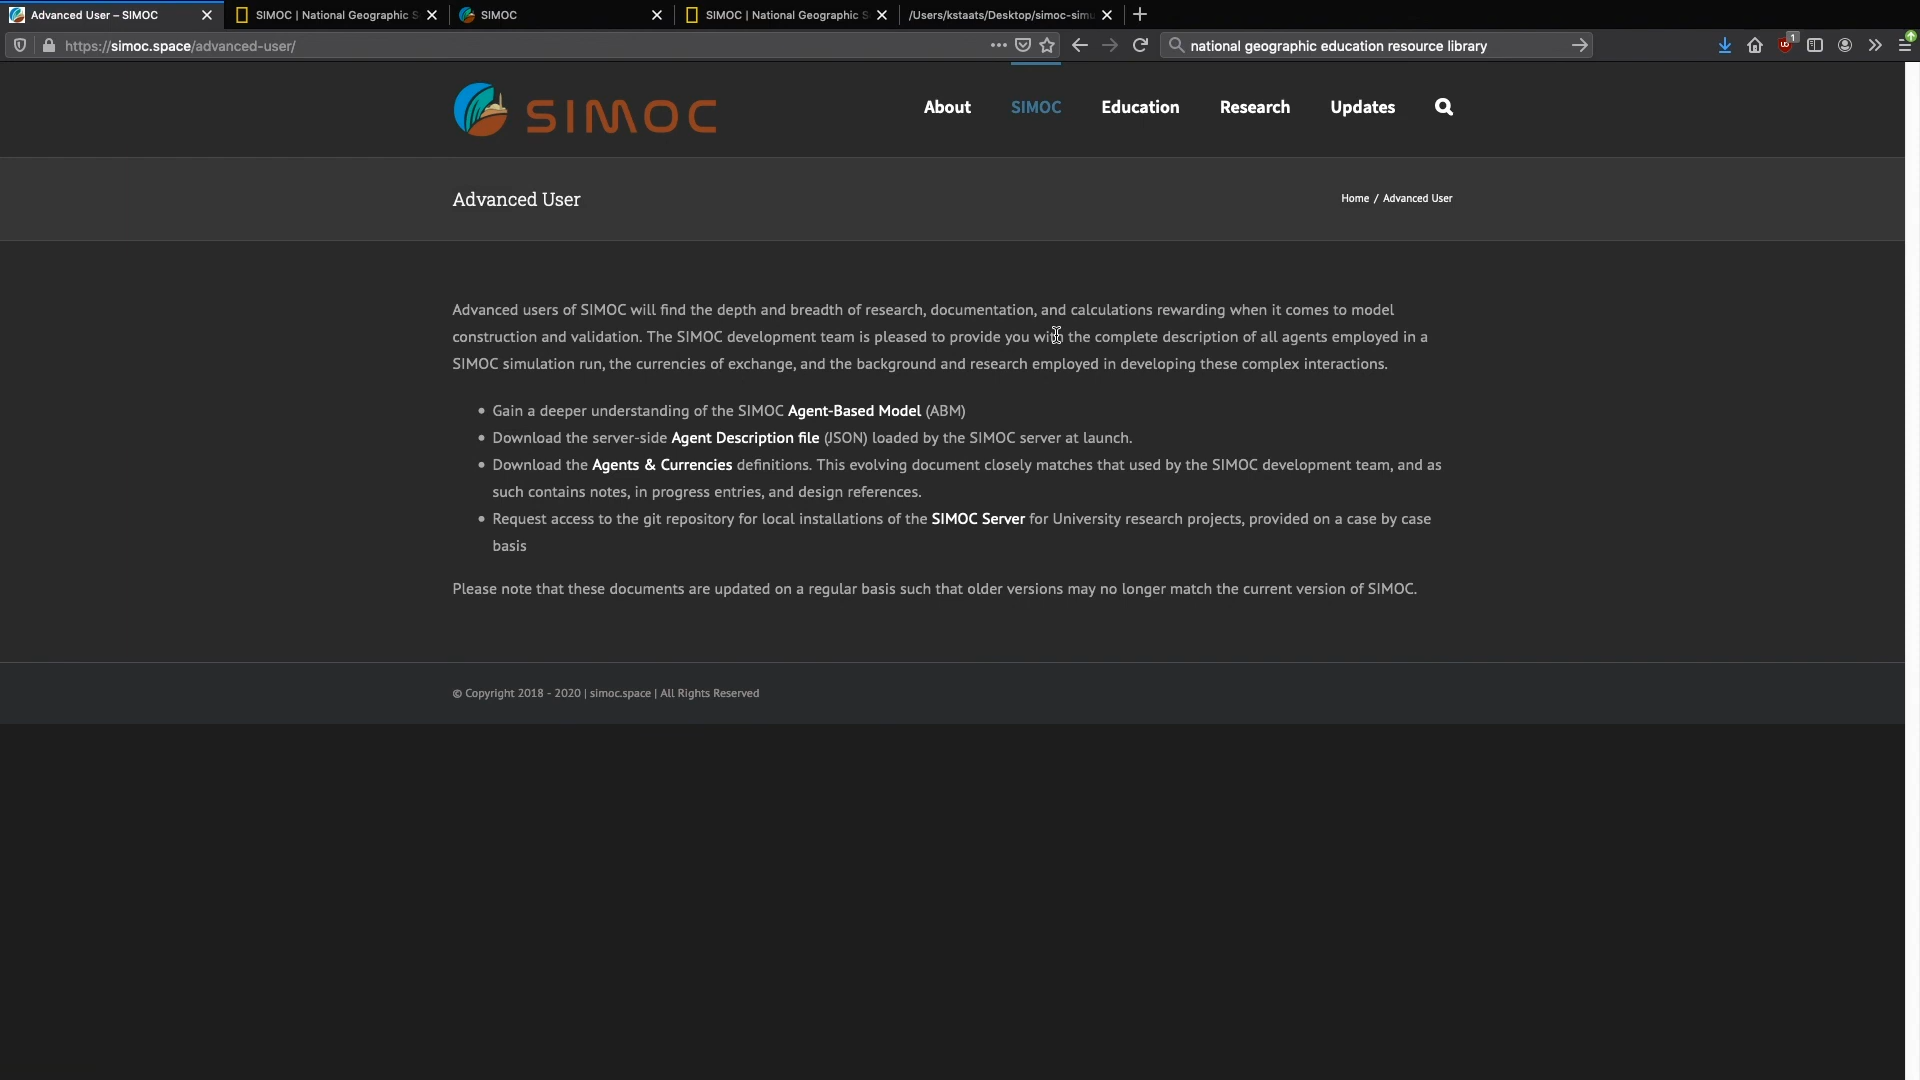 Advanced User – SIMOC
SIMOC | National Geographic S
SIMOC
SIMOC | National Geographic S
/Users/kstaats/Desktop/simoc-simu
https://simoc.space/advanced-user/
national geographic education resource library
1
SIMOC
About
SIMOC
Education
Research
Updates
Advanced User
Home / Advanced User
Advanced users of SIMOC will find the depth and breadth of research, documentation, and calculations rewarding when it comes to model
construction and validation. The SIMOC development team is pleased to provide you with the complete description of all agents employed in a
SIMOC simulation run, the currencies of exchange, and the background and research employed in developing these complex interactions.
• Gain a deeper understanding of the SIMOC Agent-Based Model (ABM)
• Download the server-side Agent Description file (JSON) loaded by the SIMOC server at launch.
• Download the Agents & Currencies definitions. This evolving document closely matches that used by the SIMOC development team, and as
such contains notes, in progress entries, and design references.
• Request access to the git repository for local installations of the SIMOC Server for University research projects, provided on a case by case
basis
Please note that these documents are updated on a regular basis such that older versions may no longer match the current version of SIMOC.
© Copyright 2018 - 2020 | simoc.space | All Rights Reserved